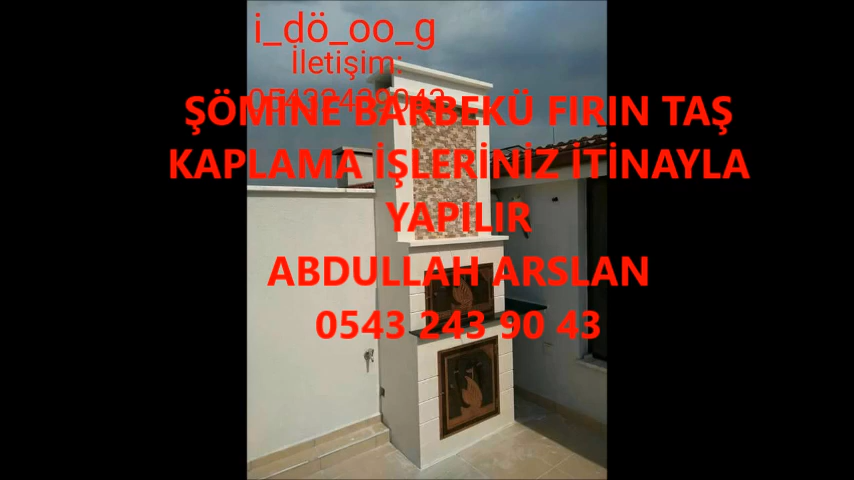 i_dö_oo_g
İletişim:
05432439043
ŞÖMİNE BARBEKÜ FIRIN TAŞ
KAPLAMA İŞLERİNİZ İTİNAYLA
YAPILIR
ABDULLAH ARSLAN
0543 243 90 43